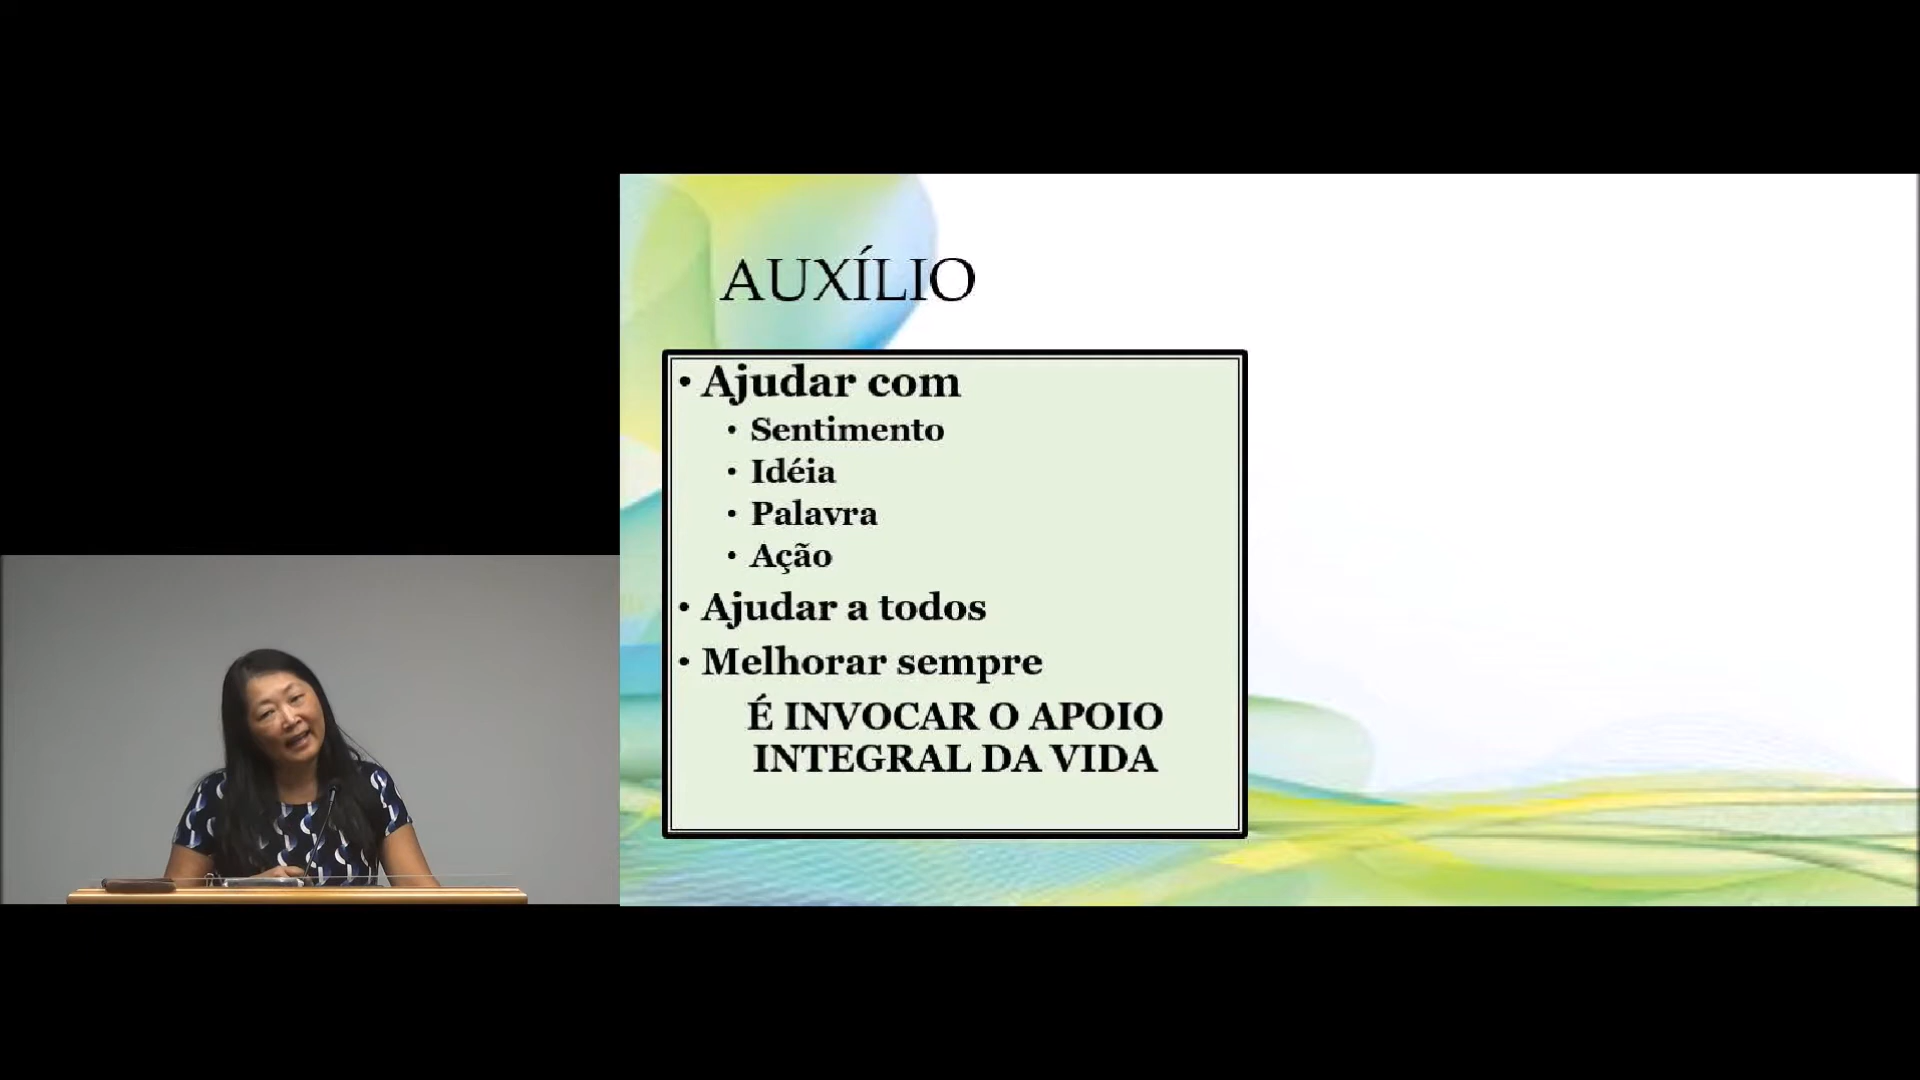 AUXÍLIO
• Ajudar com
• Sentimento
• Idéia
• Palavra
• Ação
• Ajudar a todos
• Melhorar sempre
É INVOCAR O APOIO
INTEGRAL DA VIDA